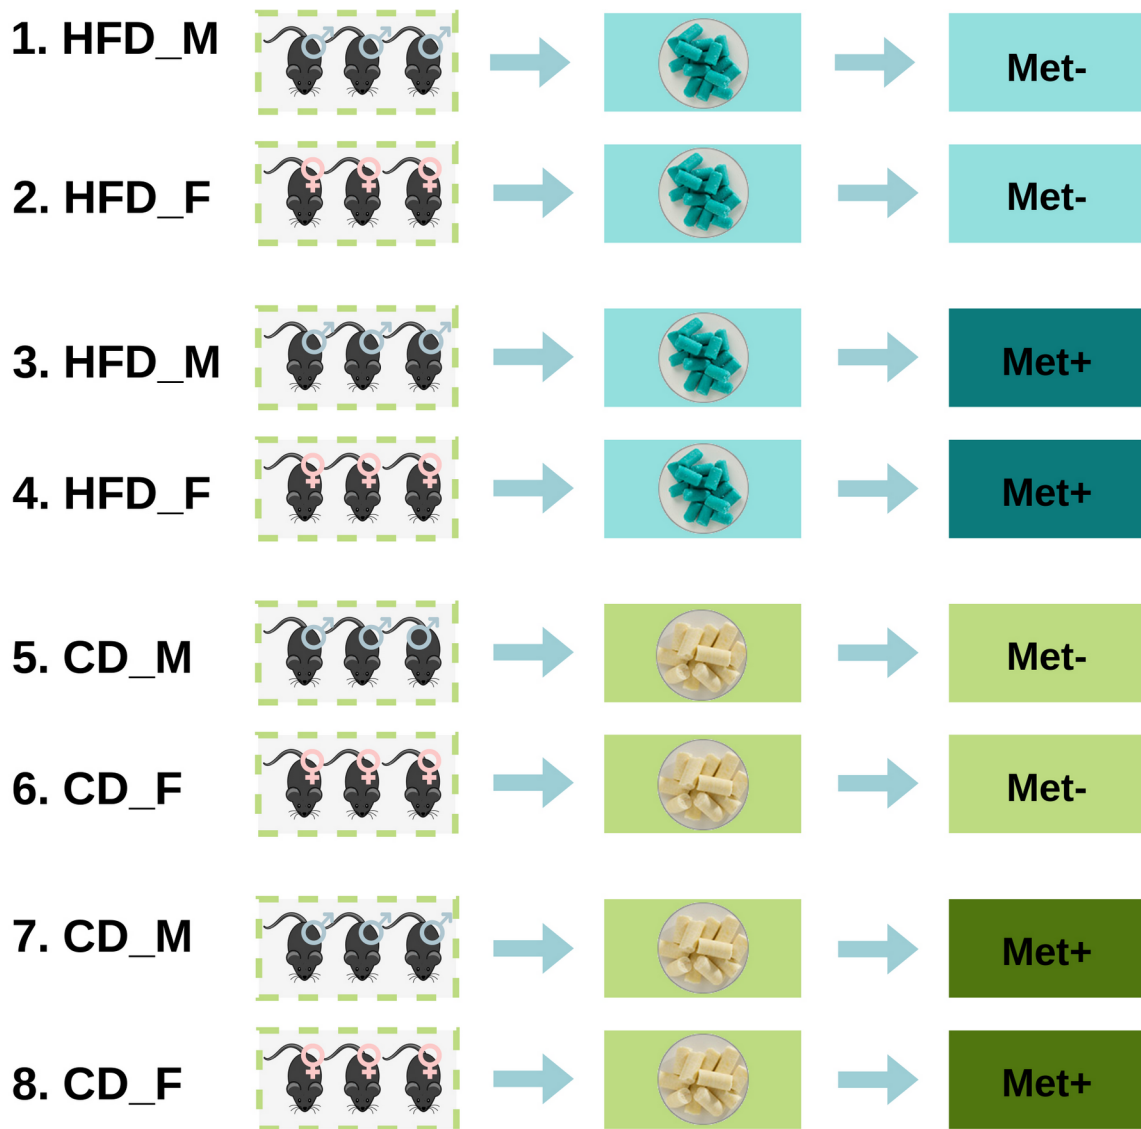 1. HFD_M
Met-
2. HFD_F
Met-
3. HFD_M
Met+
4. HFD_F
Met+
5. CD_M
Met-
6. CD_F
Met-
7. CD_M
Met+
8. CD_F
Met+